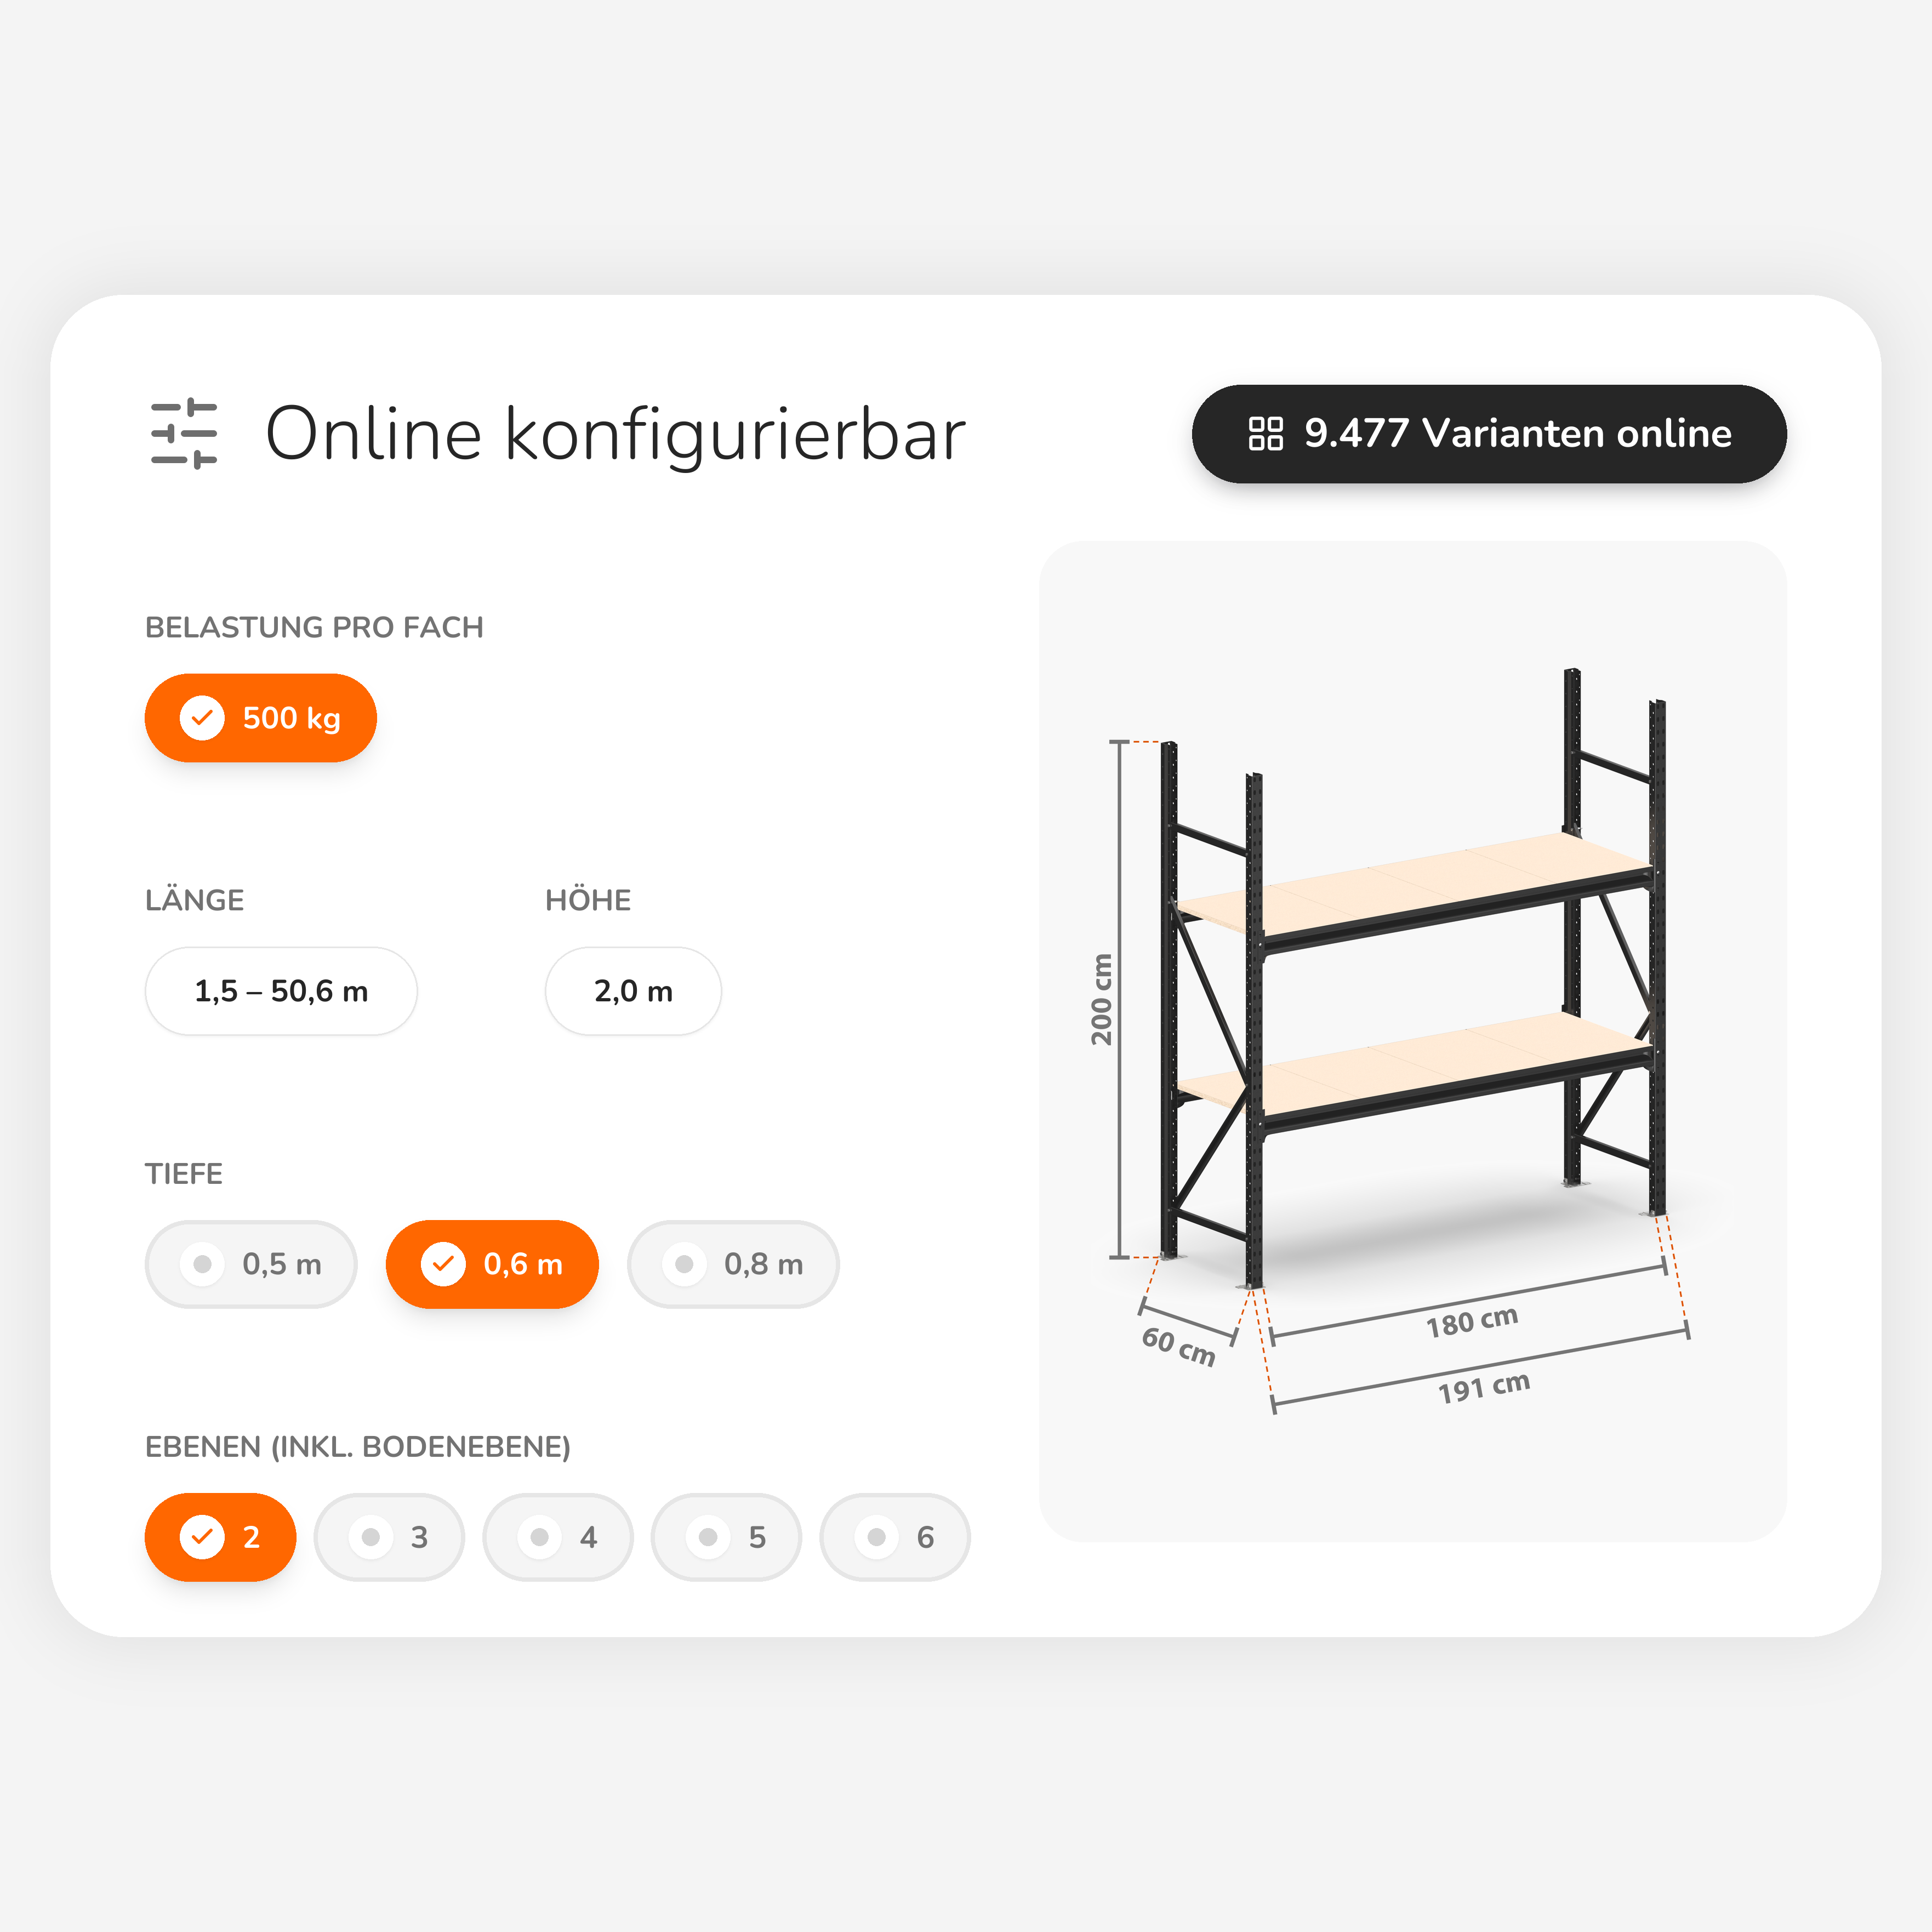 Online konfigurierbar
9.477 Varianten online
BELASTUNG PRO FACH
500 kg
LÄNGE
HÖHE
1,5 – 50,6 m
2,0 m
TIEFE
0,5 m
0,6 m
0,8 m
EBENEN (INKL. BODENEBENE)
2
3
4
5
6
200 cm
60 cm
180 cm
191 cm